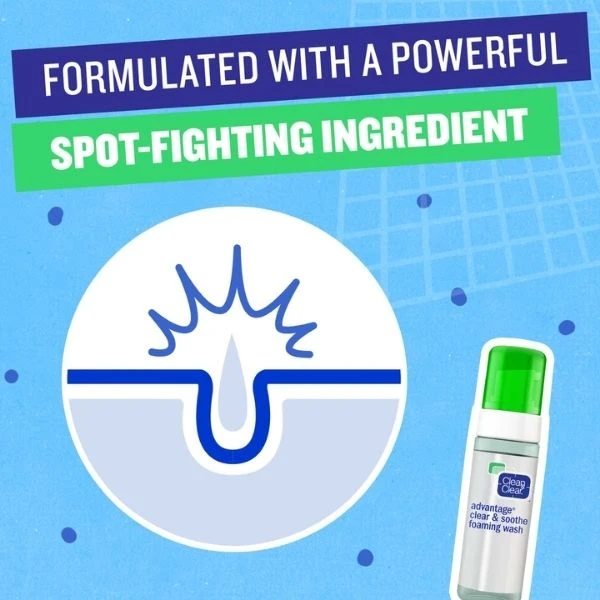 FORMULATED WITH A POWERFUL
SPOT-FIGHTING INGREDIENT
Clean
Clear.
advantage®
clear & soothe
foaming wash